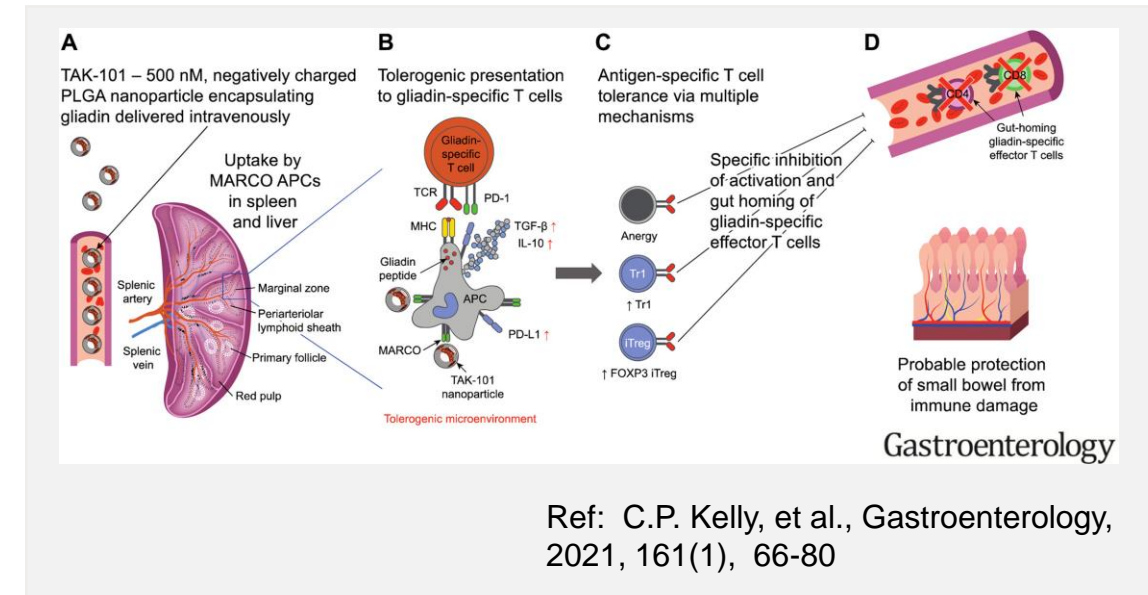 A
TAK-101 – 500 nM, negatively charged
PLGA nanoparticle encapsulating
gliadin delivered intravenously
Uptake by
MARCO APCs
in spleen
and liver
Splenic
artery
Splenic
vein
Marginal zone
Periarteriolar
lymphoid sheath
Primary follicle
Red pulp
B
Tolerogenic presentation
to gliadin-specific T cells
Gliadin-
specific
T cell
TCR
PD-1
MHC
TGF-β ↑
IL-10 ↑
Gliadin
peptide
APC
PD-L1 ↑
MARCO
TAK-101
nanoparticle
Tolerogenic microenvironment
C
Antigen-specific T cell
tolerance via multiple
mechanisms
Specific inhibition
of activation and
gut homing of
gliadin-specific
effector T cells
Anergy
Tr1
↑ Tr1
iTreg
↑ FOXP3 iTreg
D
CD4
CD8
Gut-homing
gliadin-specific
effector T cells
Probable protection
of small bowel from
immune damage
Gastroenterology
Ref: C.P. Kelly, et al., Gastroenterology,
2021, 161(1), 66-80